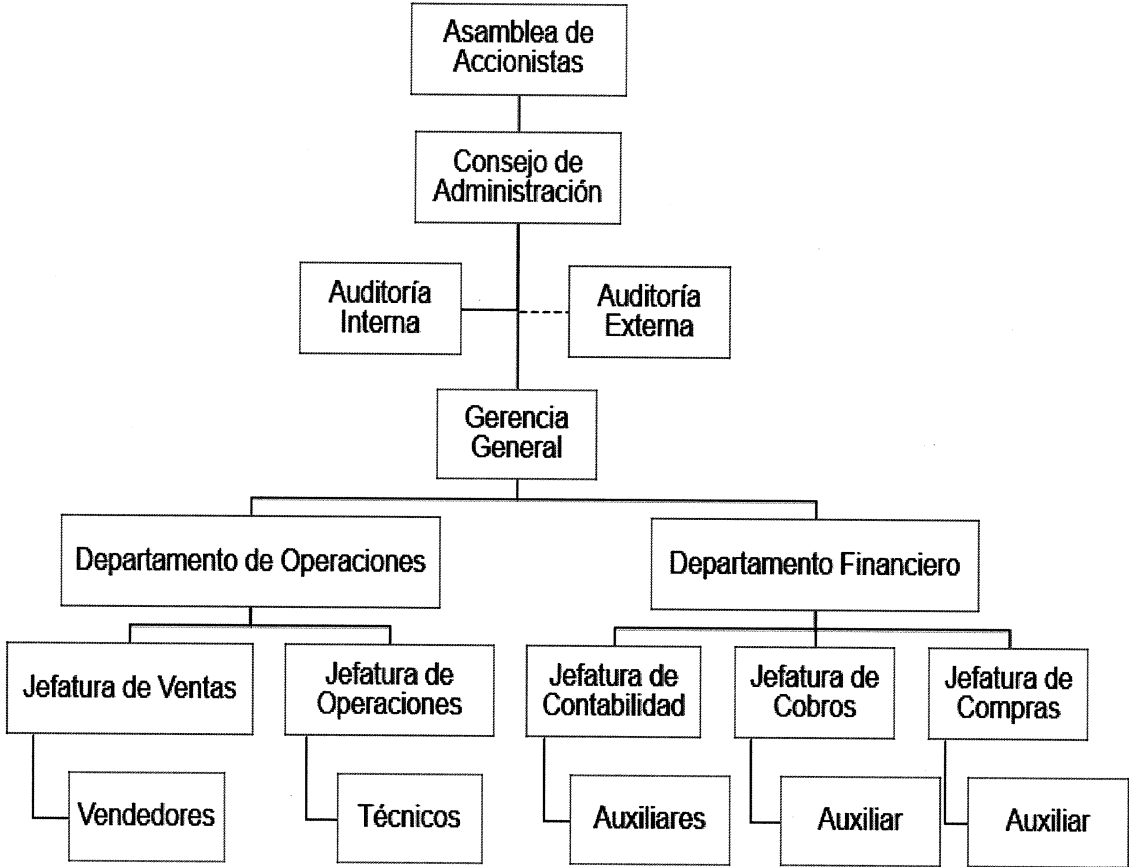 Asamblea de
Accionistas
Consejo de
Administración
Auditoría
Interna
Auditoría
Externa
Gerencia
General
Departamento de Operaciones
Departamento Financiero
Jefatura de Ventas
Jefatura de
Operaciones
Jefatura de
Contabilidad
Jefatura de
Cobros
Jefatura de
Compras
Vendedores
Técnicos
Auxiliares
Auxiliar
Auxiliar